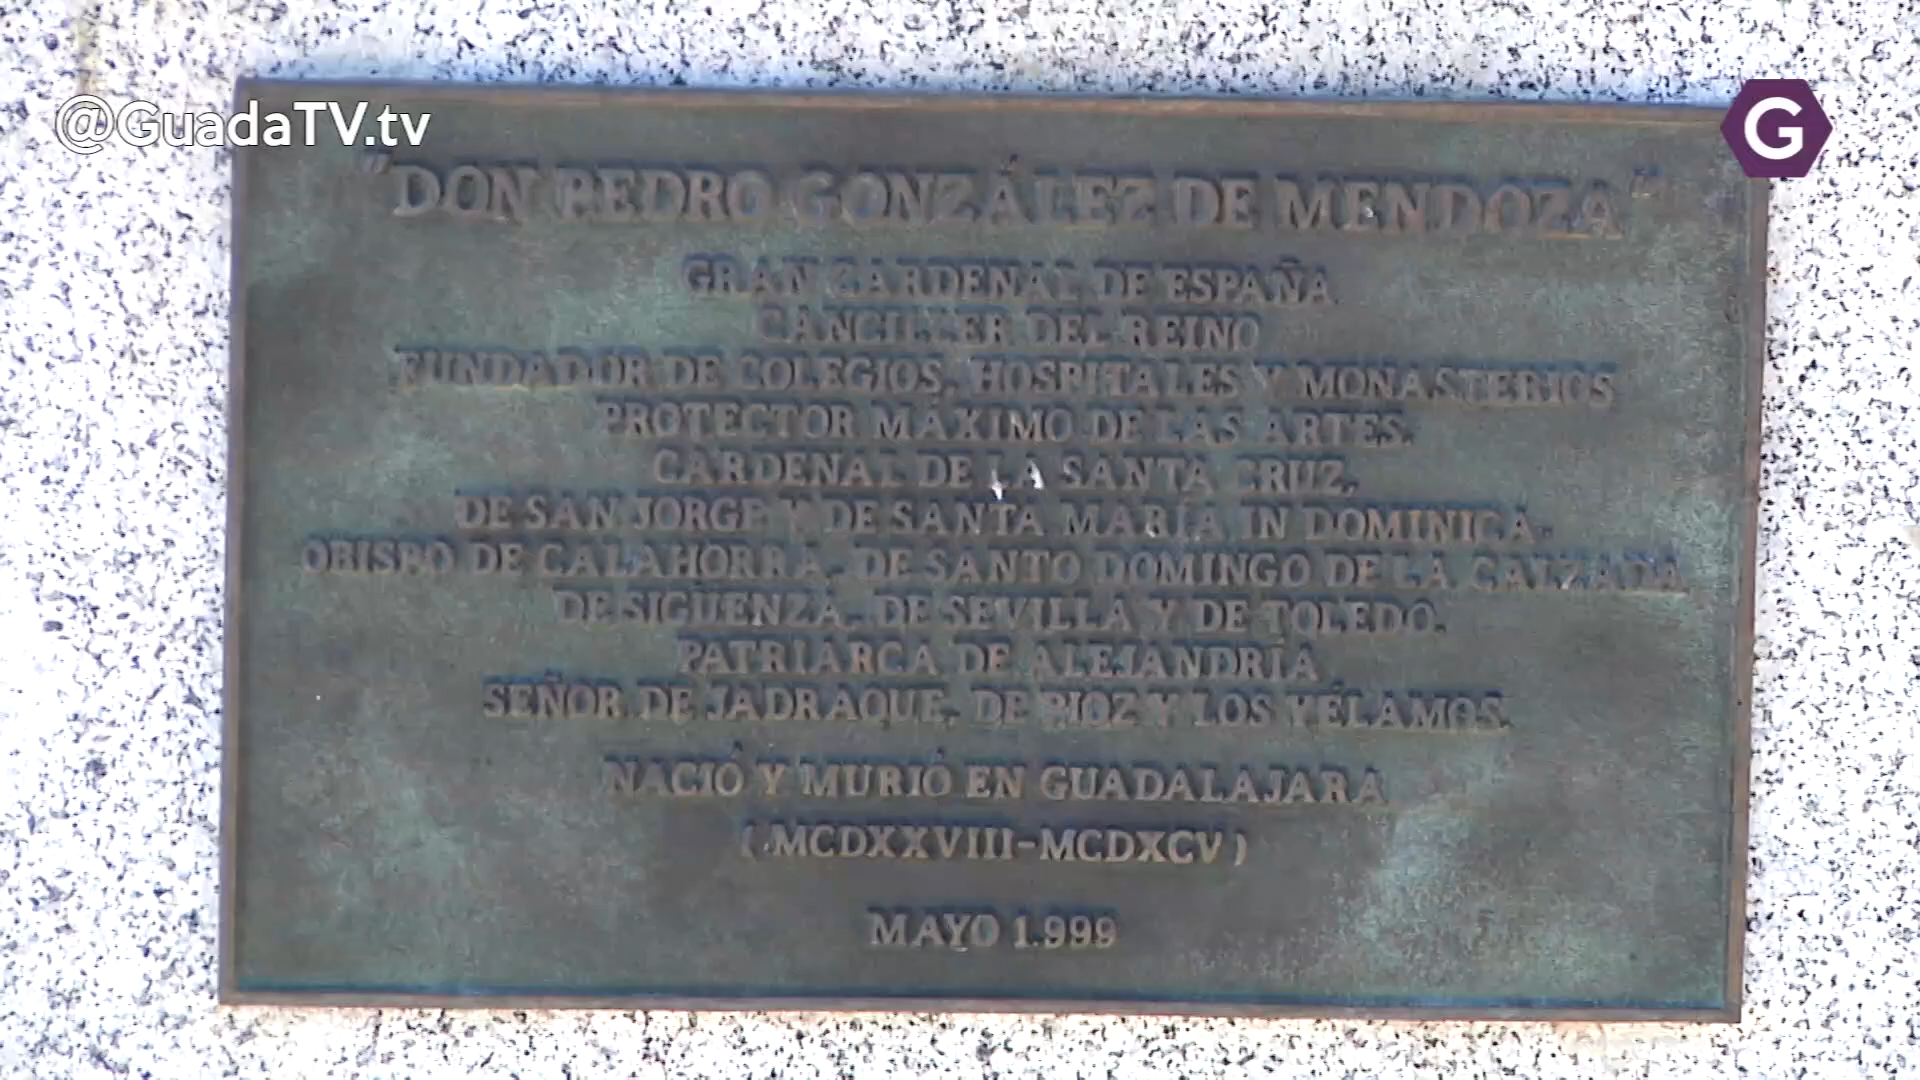 @GuadaTV.tv
G
"DON PEDRO GONZÁLEZ DE MENDOZA"
GRAN CARDENAL DE ESPAÑA
CANCILLER DEL REINO
FUNDADOR DE COLEGIOS, HOSPITALES Y MONASTERIOS
PROTECTOR MÁXIMO DE LAS ARTES.
CARDENAL DE LA SANTA CRUZ,
DE SAN JORGE Y DE SANTA MARÍA IN DOMINICA.
OBISPO DE CALAHORRA, DE SANTO DOMINGO DE LA CALZADA
DE SIGÜENZA, DE SEVILLA Y DE TOLEDO.
PATRIARCA DE ALEJANDRÍA
SEÑOR DE JADRAQUE, DE PIOZ Y LOS YÉLAMOS.
NACIÓ Y MURIÓ EN GUADALAJARA
(MCDXXVIII-MCDXCV)
MAYO 1.999